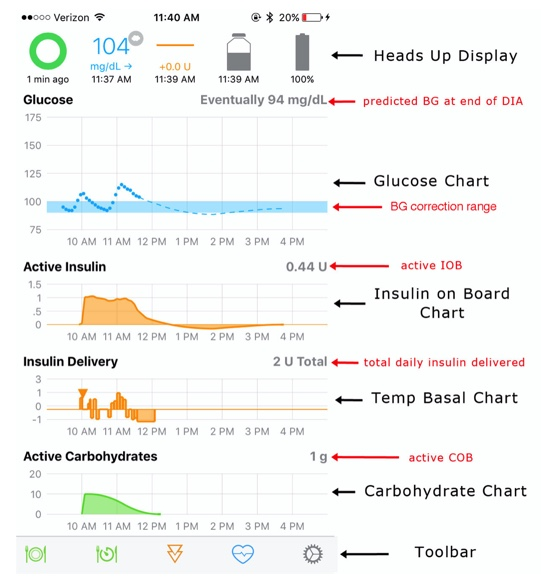 Verizon 11:40 AM 20%
104
mg/dL → +0.0 U
1 min ago 11:37 AM 11:39 AM 11:39 AM 100%
Heads Up Display
Glucose Eventually 94 mg/dL
predicted BG at end of DIA
175
150
125
100
75
Glucose Chart
BG correction range
10 AM 11 AM 12 PM 1 PM 2 PM 3 PM 4 PM
Active Insulin 0.44 U
active IOB
1.5
1
.5
0
Insulin on Board
Chart
10 AM 11 AM 12 PM 1 PM 2 PM 3 PM 4 PM
Insulin Delivery 2 U Total
total daily insulin delivered
3
1
0
-1
Temp Basal Chart
10 AM 11 AM 12 PM 1 PM 2 PM 3 PM 4 PM
Active Carbohydrates 1 g
active COB
20
10
0
Carbohydrate Chart
10 AM 11 AM 12 PM 1 PM 2 PM 3 PM 4 PM
Toolbar